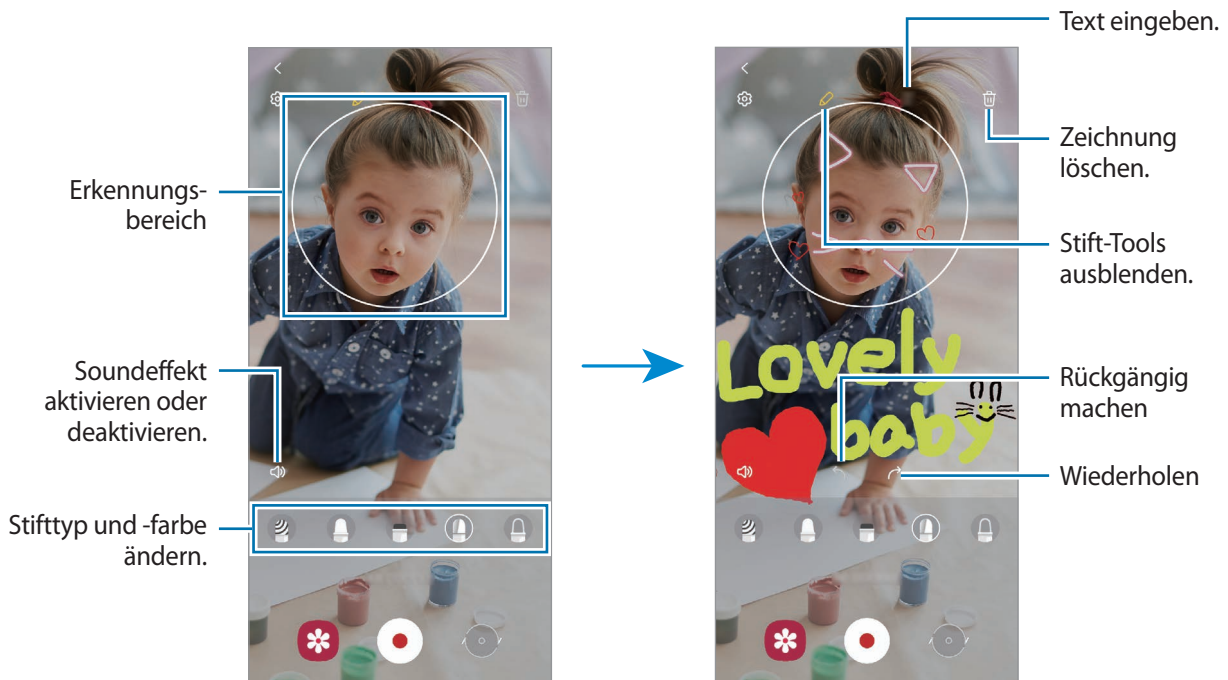 Text eingeben.
Zeichnung
löschen.
Erkennungs-
bereich
Stift-Tools
ausblenden.
Soundeffekt
aktivieren oder
deaktivieren.
Lovely
baby
Rückgängig
machen
Wiederholen
Stifttyp und -farbe
ändern.